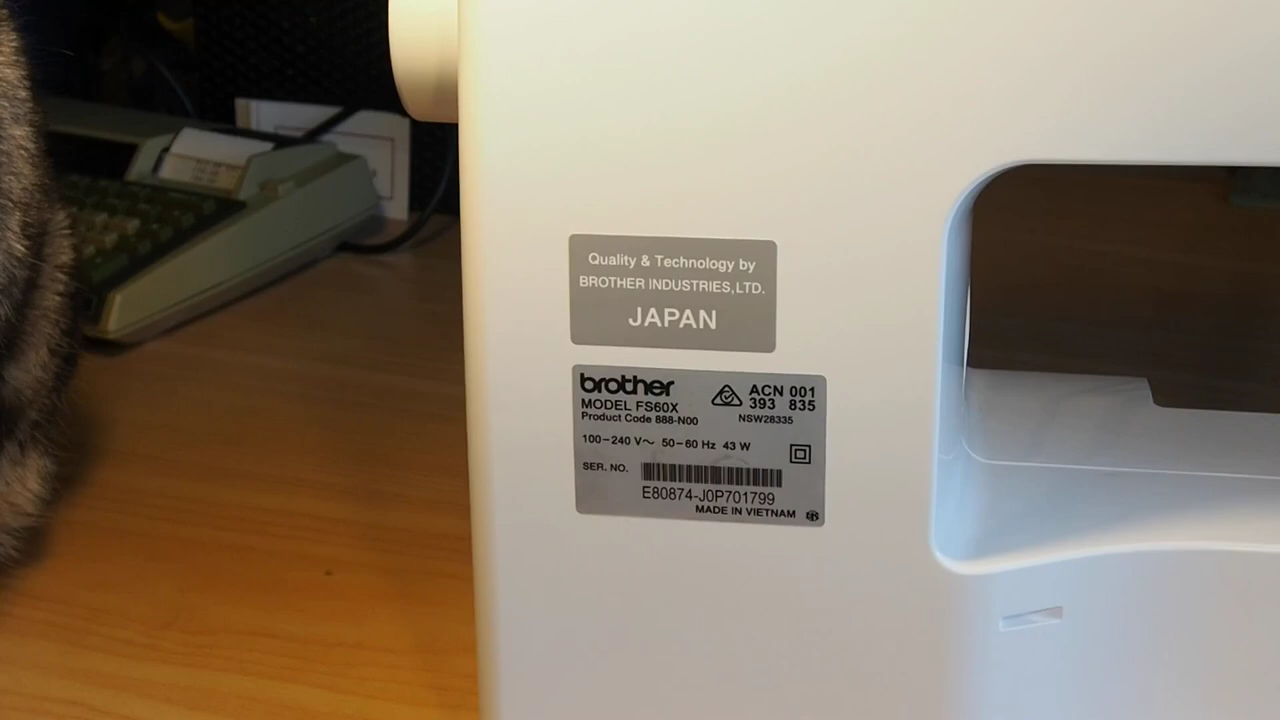 Quality & Technology by
BROTHER INDUSTRIES,LTD.
JAPAN
brother
MODEL FS60X
Product Code 888-N00
ACN 001
393 835
NSW28335
100-240 V~ 50-60 Hz 43 W
SER. NO.
E80874-J0P701799
MADE IN VIETNAM